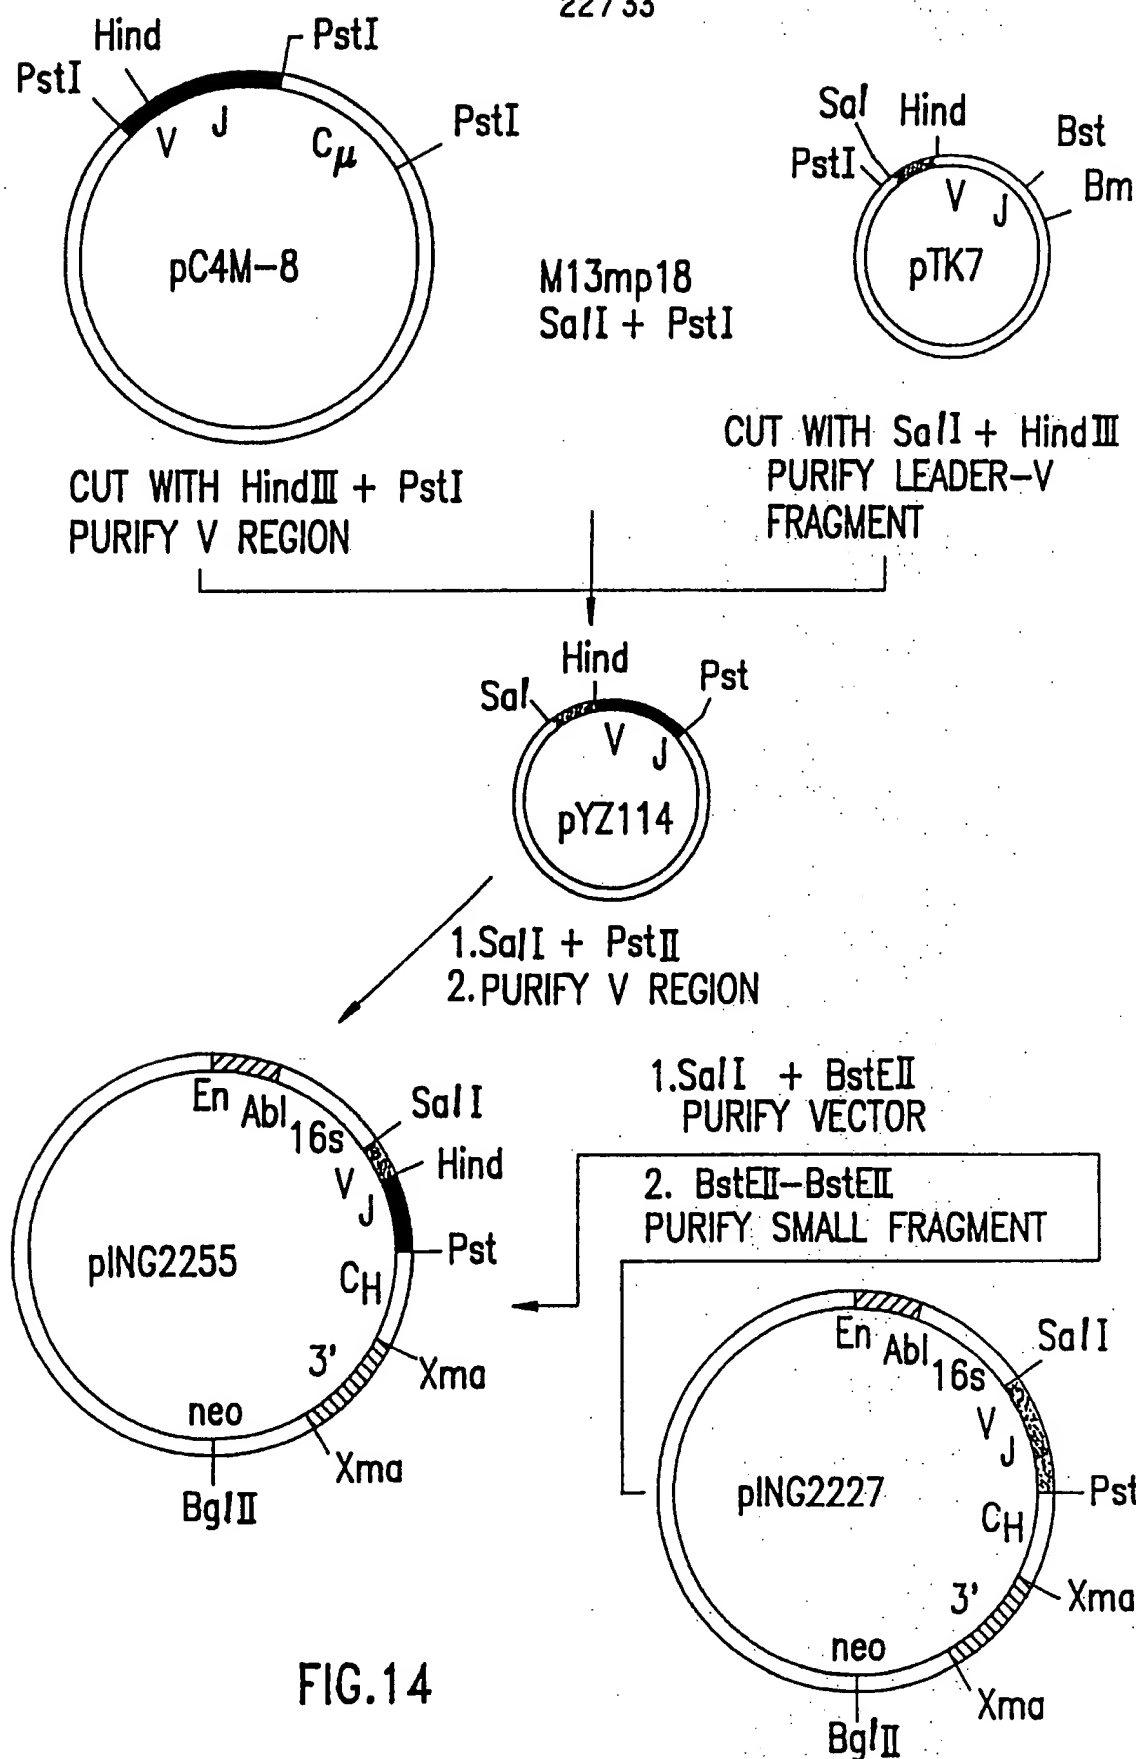 22/33
Hind
PstI
PstI
PstI
V
J
Cμ
pC4M-8
M13mp18
SalI + PstI
Sal
Hind
PstI
Bst
Bm
V
J
pTK7
CUT WITH HindIII + PstI
PURIFY V REGION
CUT WITH SalI + HindIII
PURIFY LEADER-V
FRAGMENT
Hind
Sal
Pst
V
J
pYZ114
1.SalI + PstII
2.PURIFY V REGION
En
Abl
16s
SalI
Hind
V
J
Pst
pING2255
CH
3'
Xma
neo
Xma
BglII
1.SalI + BstEII
PURIFY VECTOR
2. BstEII-BstEII
PURIFY SMALL FRAGMENT
En
Abl
16s
SalI
V
J
Pst
pING2227
CH
3'
Xma
neo
Xma
BglII
FIG.14